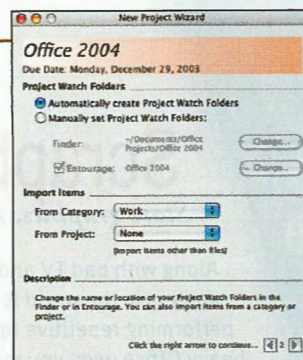 New Project Wizard
Office 2004
Due Date: Monday, December 29, 2003
Project Watch Folders
Automatically create Project Watch Folders
Manually set Project Watch Folders:
Finder: ~/Documents/Office Change...
Projects/Office 2004
Entourage: Office 2004 Change...
Import Items
From Category: Work
From Project: None
(Import items other than files)
Description
Change the name or location of your Project Watch Folders in the
Finder or in Entourage. You can also import items from a category or
project.
Click the right arrow to continue... 2